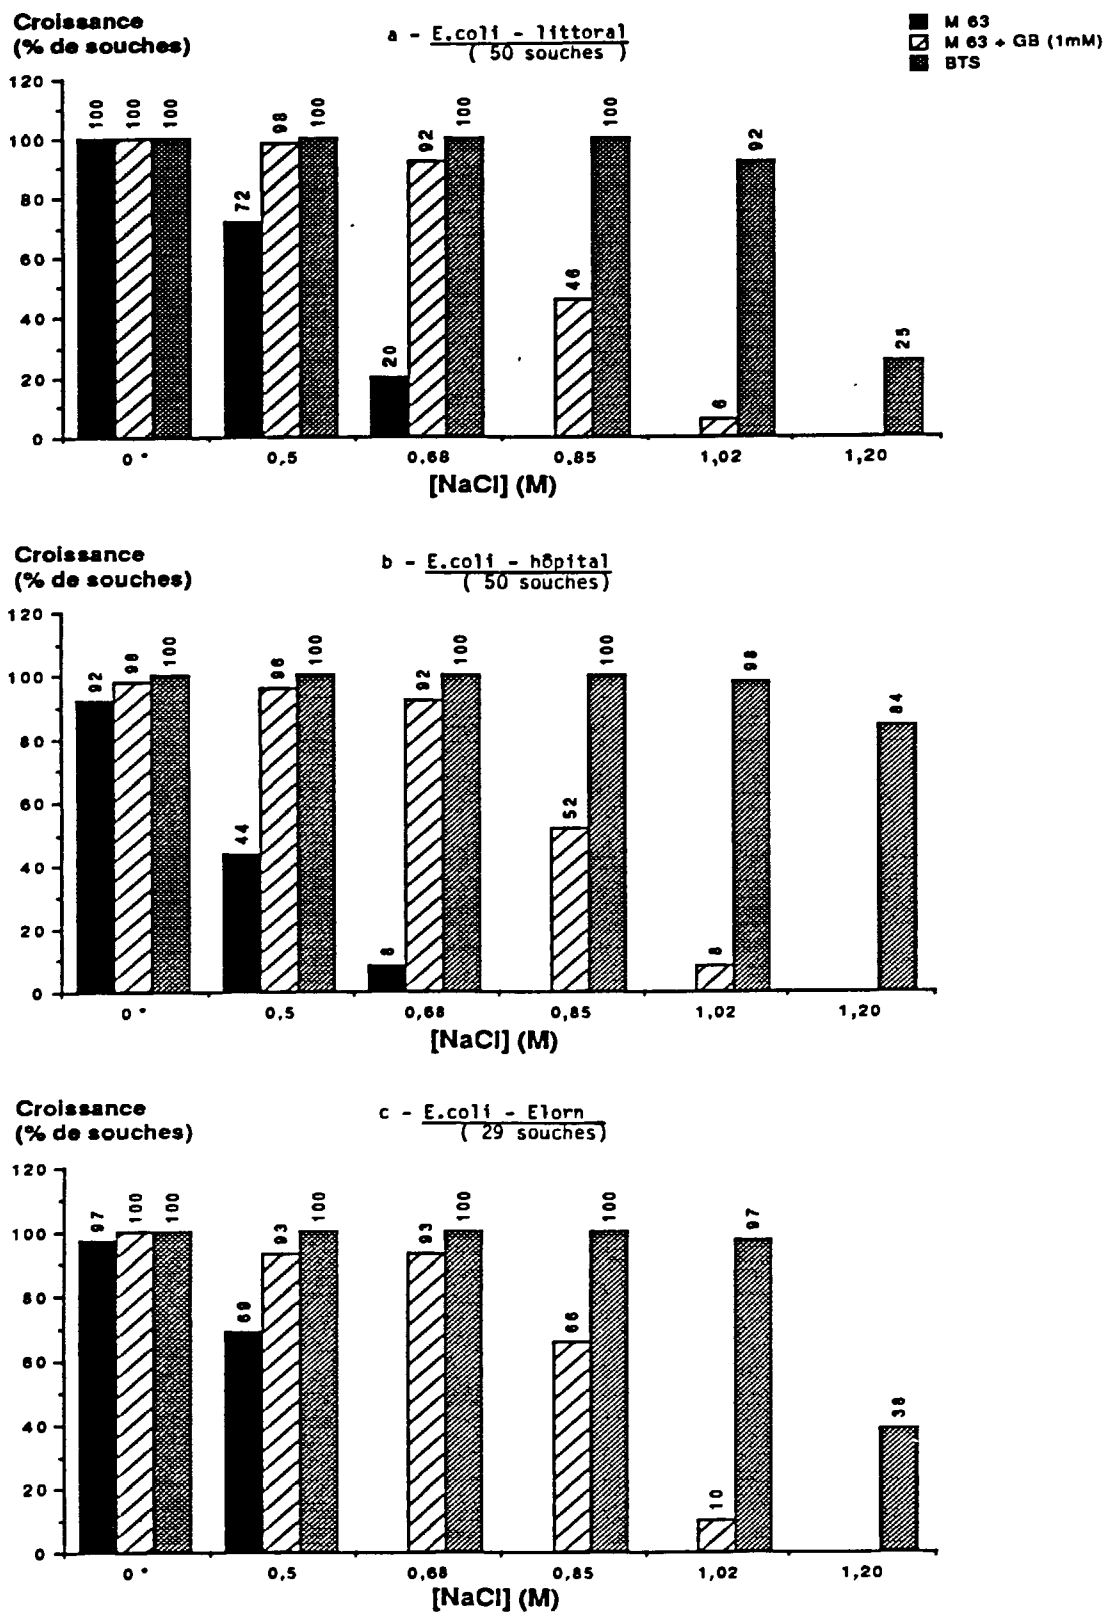 Croissance
(% de souches)
a - E.coli - littoral
( 50 souches )
M 63
M 63 + GB (1mM)
BTS
120
100
80
60
40
20
0
100 100 100
72 98 100
20 92 100
46 100
6 92
25
0 * 0,5 0,68 0,85 1,02 1,20
[NaCl] (M)
Croissance
(% de souches)
b - E.coli - hôpital
( 50 souches)
120
100
80
60
40
20
0
92 98 100
44 96 100
8 92 100
52 100
8 98
84
0 * 0,5 0,68 0,85 1,02 1,20
[NaCl] (M)
Croissance
(% de souches)
c - E.coli - Elorn
( 29 souches)
120
100
80
60
40
20
0
97 100 100
69 93 100
93 100
66 100
10 97
38
0 * 0,5 0,68 0,85 1,02 1,20
[NaCl] (M)